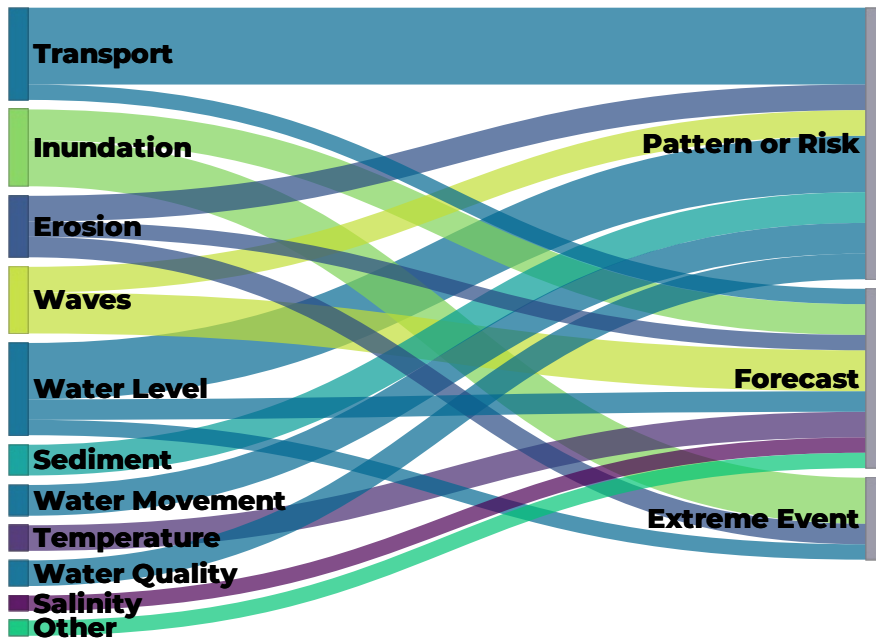 Transport
Inundation
Erosion
Waves
Water Level
Sediment
Water Movement
Temperature
Water Quality
Salinity
Other
Pattern or Risk
Forecast
Extreme Event